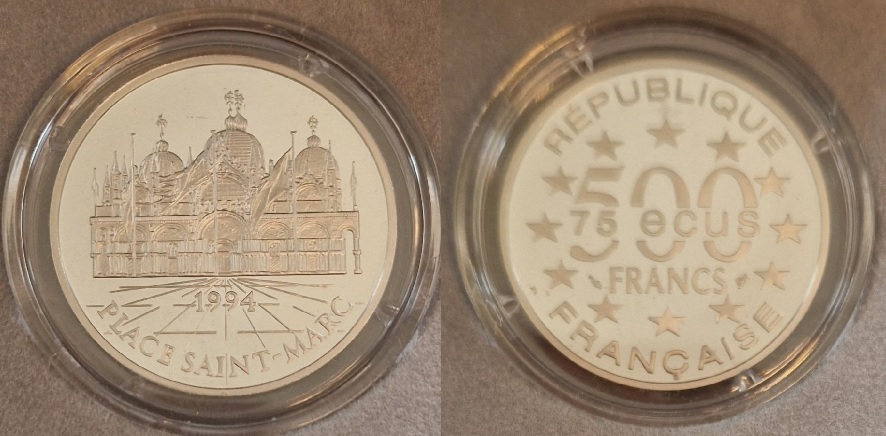 1994
PLACE SAINT-MARC
RÉPUBLIQUE
500
75 ecus
FRANCS
FRANÇAISE